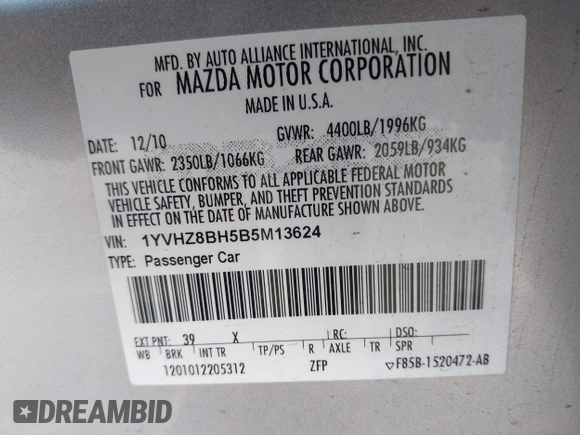 MFD. BY AUTO ALLIANCE INTERNATIONAL, INC.
FOR MAZDA MOTOR CORPORATION
MADE IN U.S.A.
DATE: 12/10 GVWR: 4400LB/1996KG
FRONT GAWR: 2350LB/1066KG REAR GAWR: 2059LB/934KG
THIS VEHICLE CONFORMS TO ALL APPLICABLE FEDERAL MOTOR
VEHICLE SAFETY, BUMPER, AND THEFT PREVENTION STANDARDS
IN EFFECT ON THE DATE OF MANUFACTURE SHOWN ABOVE.
VIN: 1YVHZ8BH5B5M13624
TYPE: Passenger Car
EXT PNT: 39 X RC: DSO:
WB BRK INT TR TP/PS R AXLE TR SPR
1201012205312 ZFP ▽F85B-1520472-AB
DREAMBID